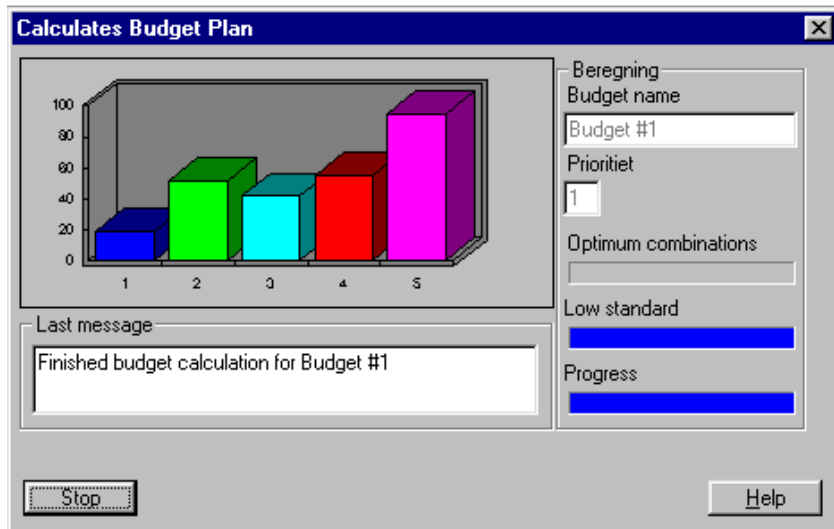 Calculates Budget Plan
100
80
60
40
20
0
1 2 3 4 5
Last message
Finished budget calculation for Budget #1
Beregning
Budget name
Budget #1
Prioritiet
1
Optimum combinations
Low standard
Progress
Stop
Help